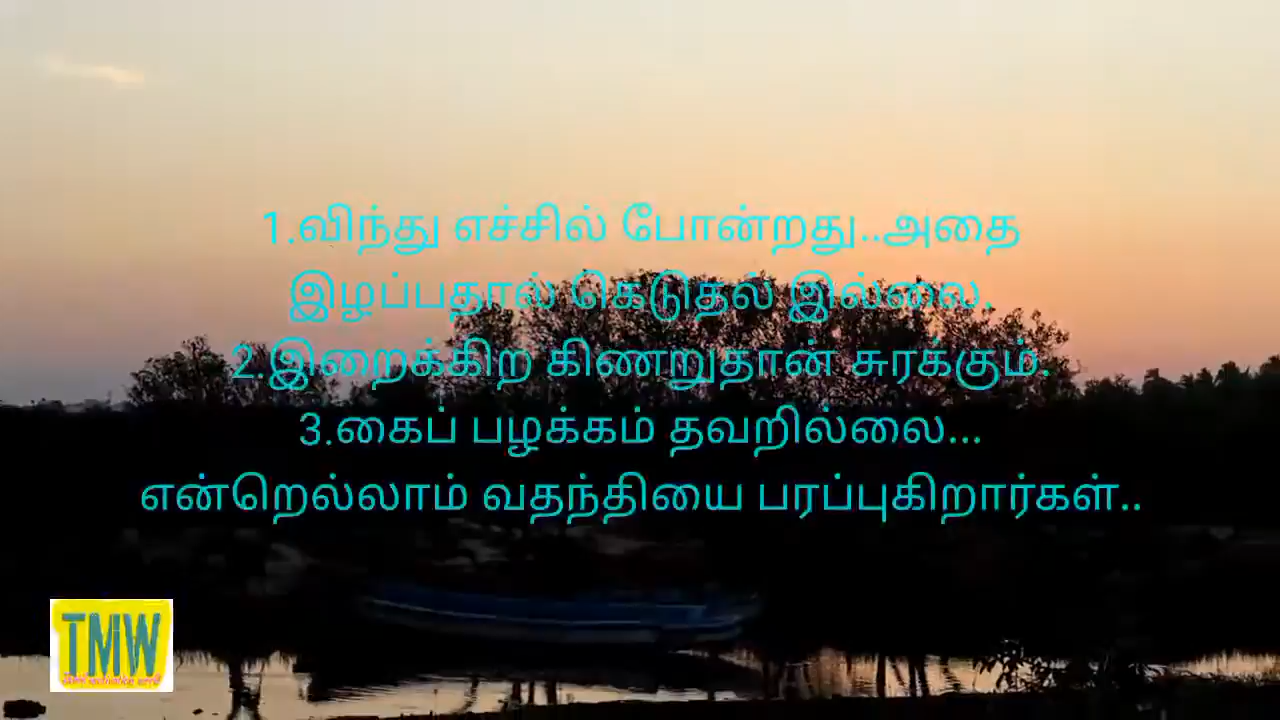 1.விந்து எச்சில் போன்றது..அதை
இழப்பதால் கெடுதல் இல்லை.
2.இறைக்கிற கிணறுதான் சுரக்கும்.
3.கைப் பழக்கம் தவறில்லை...
என்றெல்லாம் வதந்தியை பரப்புகிறார்கள்..
TMW